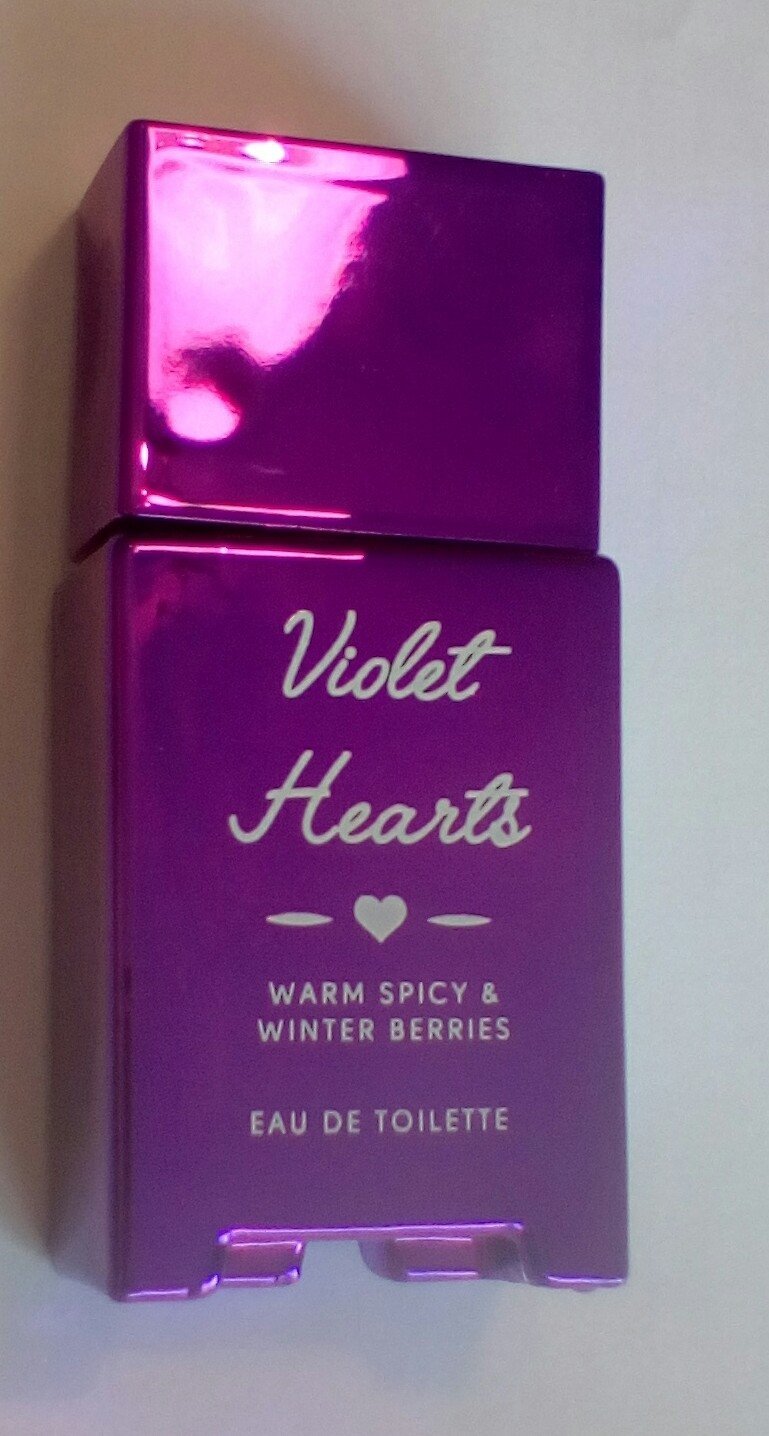 Violet
Hearts
WARM SPICY &
WINTER BERRIES
EAU DE TOILETTE